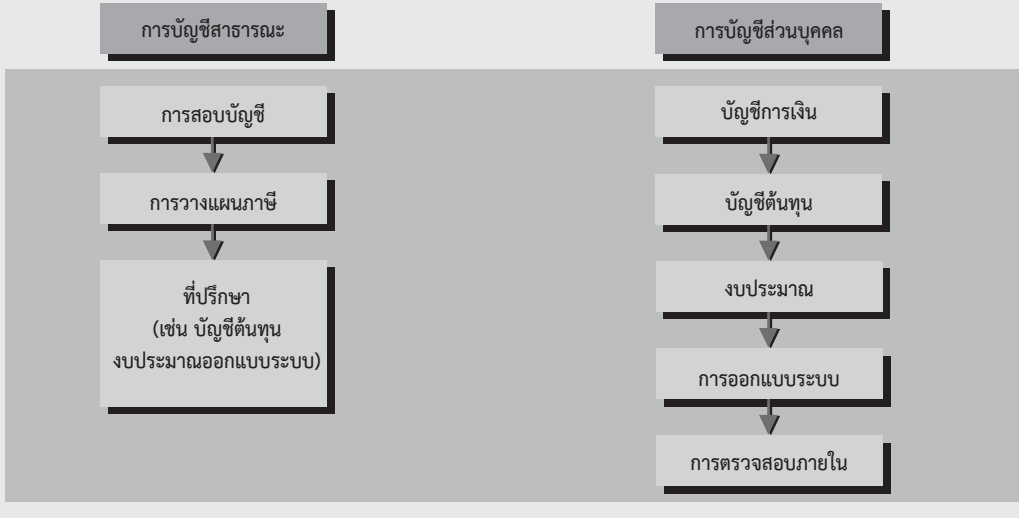 การบัญชีสาธารณะ
การสอบบัญชี
การวางแผนภาษี
ที่ปรึกษา
(เช่น บัญชีต้นทุน
งบประมาณออกแบบระบบ)
การบัญชีส่วนบุคคล
บัญชีการเงิน
บัญชีต้นทุน
งบประมาณ
การออกแบบระบบ
การตรวจสอบภายใน